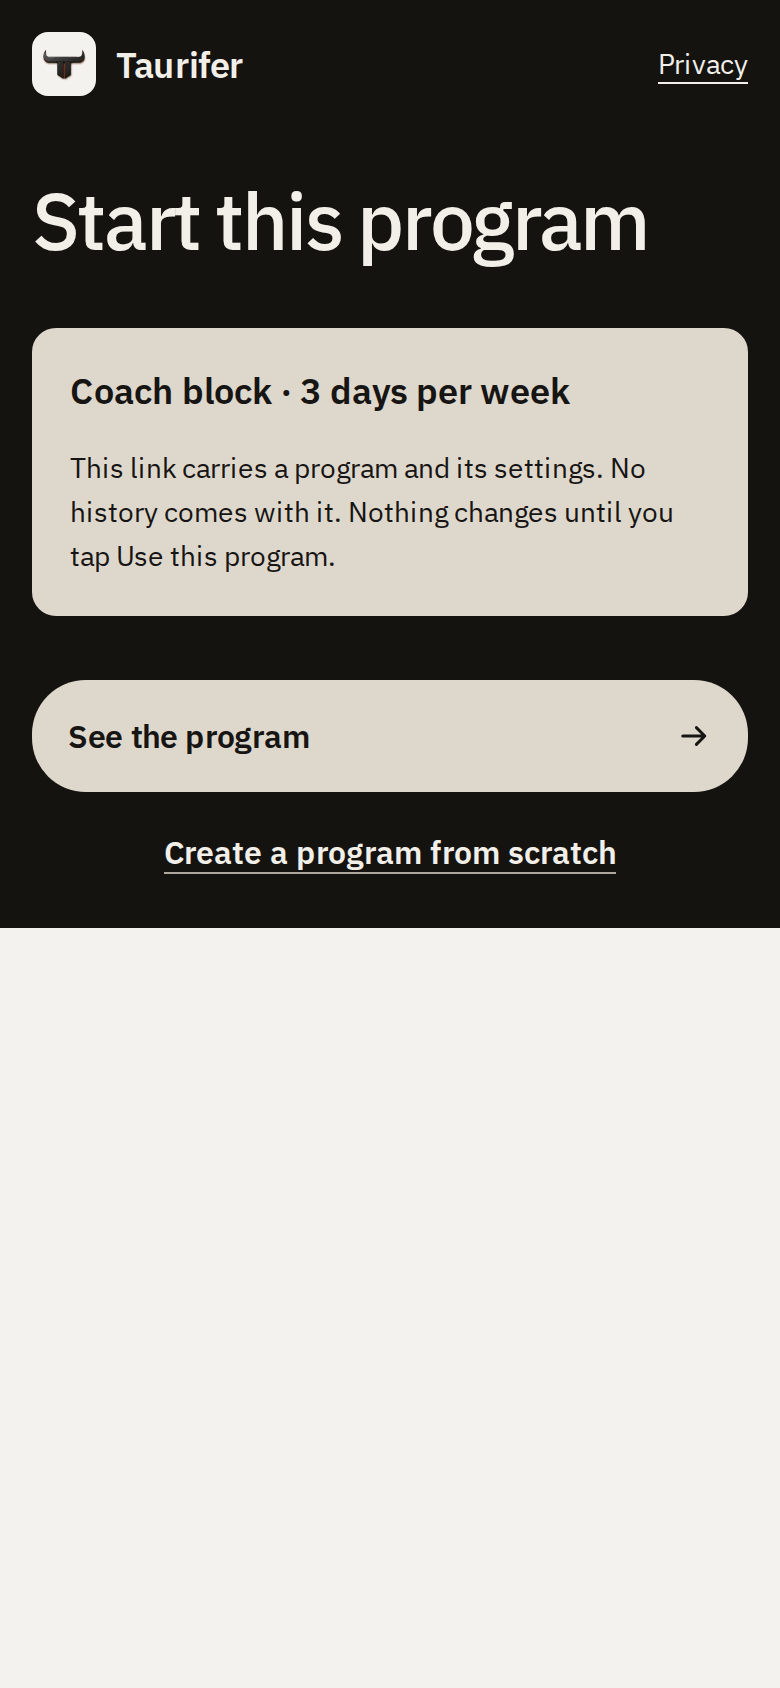 Taurifer
Privacy
Start this program
Coach block · 3 days per week
This link carries a program and its settings. No
history comes with it. Nothing changes until you
tap Use this program.
See the program
Create a program from scratch